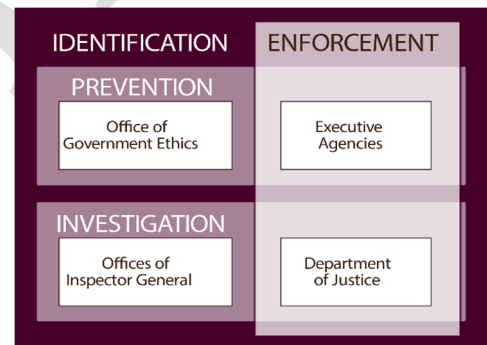 IDENTIFICATION ENFORCEMENT
PREVENTION
Office of
Government Ethics
Executive
Agencies
INVESTIGATION
Offices of
Inspector General
Department
of Justice